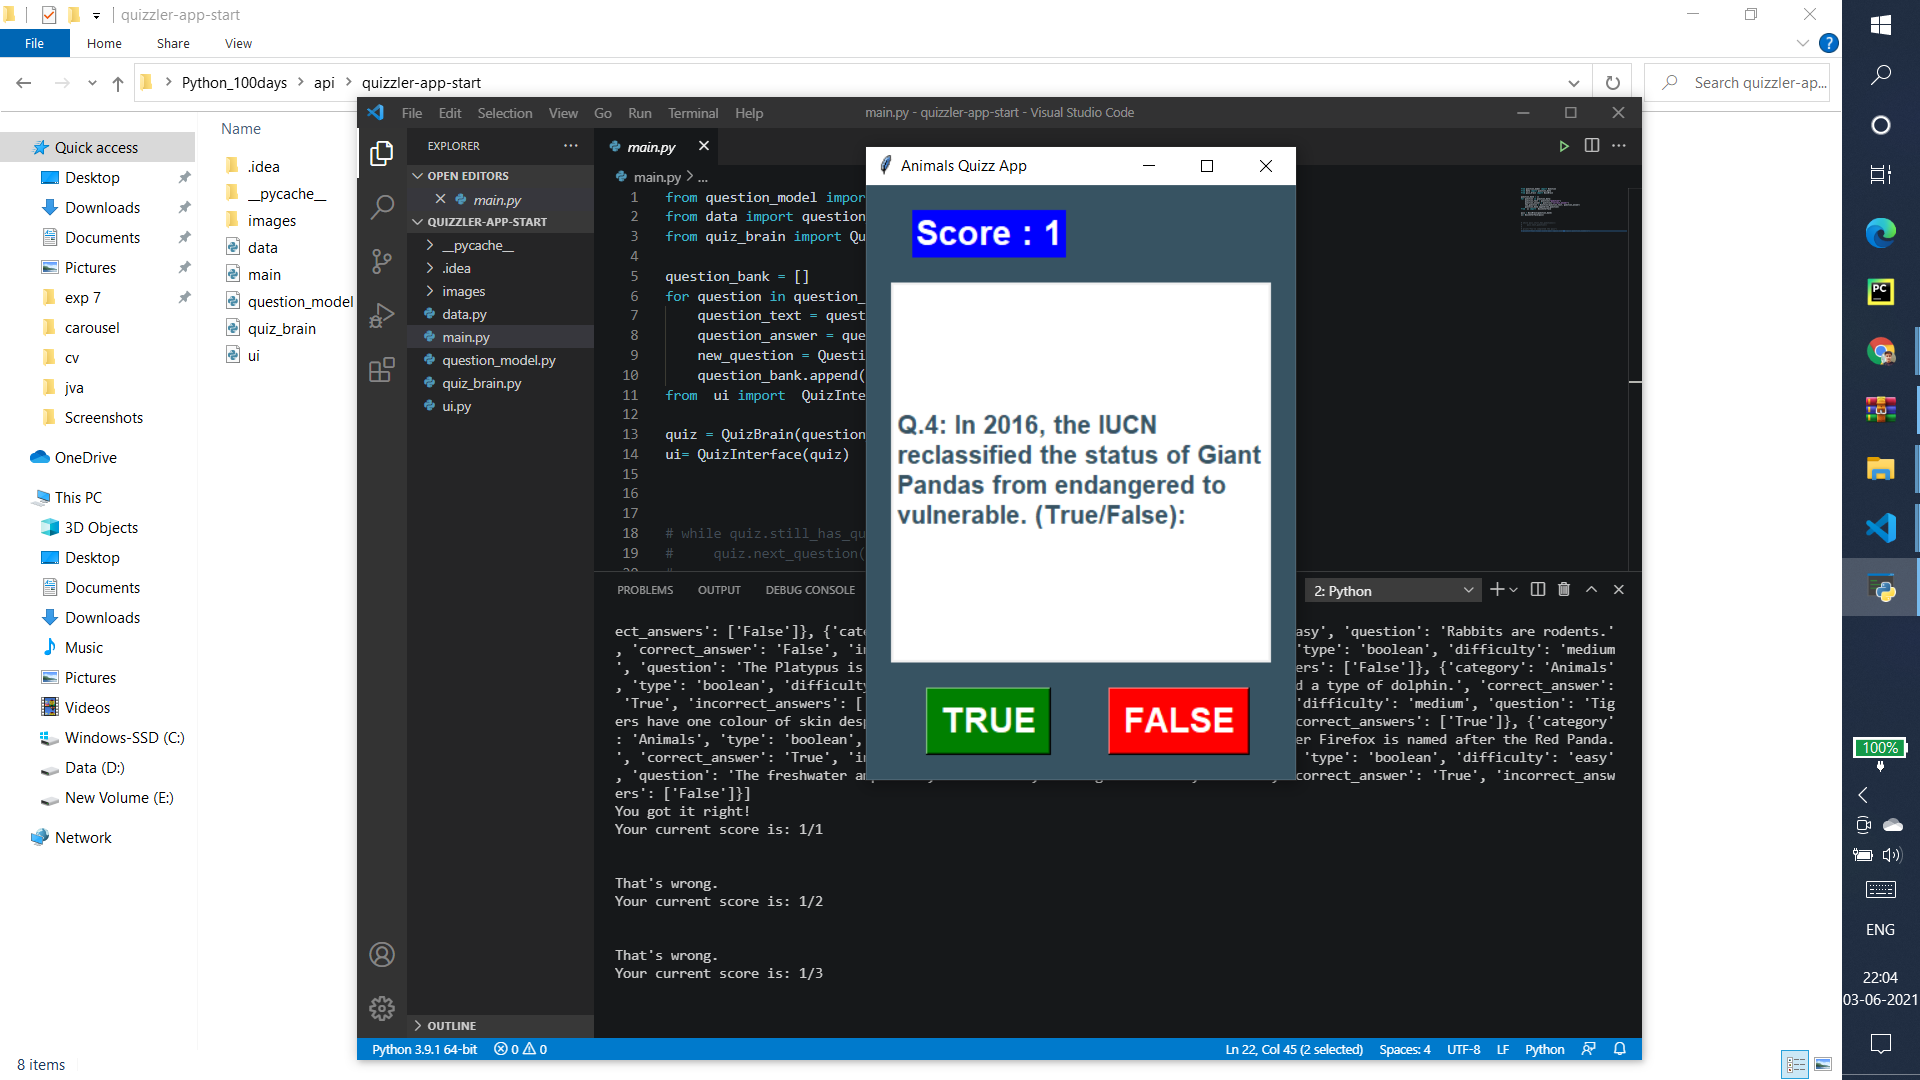 quizzler-app-start
File Home Share View
Python_100days api quizzler-app-start
Search quizzler-ap...
Name
Quick access
Desktop
Downloads
Documents
Pictures
exp 7
carousel
cv
jva
Screenshots
OneDrive
This PC
3D Objects
Desktop
Documents
Downloads
Music
Pictures
Videos
Windows-SSD (C:)
Data (D:)
New Volume (E:)
Network
8 items
.idea
__pycache__
images
data
main
question_model
quiz_brain
ui
File Edit Selection View Go Run Terminal Help
main.py - quizzler-app-start - Visual Studio Code
EXPLORER
OPEN EDITORS
main.py
QUIZZLER-APP-START
__pycache__
.idea
images
data.py
main.py
question_model.py
quiz_brain.py
ui.py
OUTLINE
main.py
main.py > ...
1 from question_model impor
2 from data import question
3 from quiz_brain import Qu
4
5 question_bank = []
6 for question in question_
7 question_text = quest
8 question_answer = que
9 new_question = Questi
10 question_bank.append(
11 from ui import QuizInte
12
13 quiz = QuizBrain(question
14 ui= QuizInterface(quiz)
15
16
17
18 # while quiz.still_has_qu
19 # quiz.next_question(
Animals Quizz App
Score : 1
Q.4: In 2016, the IUCN
reclassified the status of Giant
Pandas from endangered to
vulnerable. (True/False):
TRUE FALSE
PROBLEMS OUTPUT DEBUG CONSOLE
2: Python
ect_answers': ['False']}, {'cate asy', 'question': 'Rabbits are rodents.'
, 'correct_answer': 'False', 'in type': 'boolean', 'difficulty': 'medium
', 'question': 'The Platypus is ers': ['False']}, {'category': 'Animals'
, 'type': 'boolean', 'difficulty d a type of dolphin.', 'correct_answer':
'True', 'incorrect_answers': [ 'difficulty': 'medium', 'question': 'Tig
ers have one colour of skin desp correct_answers': ['True']}, {'category'
: 'Animals', 'type': 'boolean', er Firefox is named after the Red Panda.
', 'correct_answer': 'True', 'in 'type': 'boolean', 'difficulty': 'easy'
, 'question': 'The freshwater am correct_answer': 'True', 'incorrect_answ
ers': ['False']}]
You got it right!
Your current score is: 1/1
That's wrong.
Your current score is: 1/2
That's wrong.
Your current score is: 1/3
Python 3.9.1 64-bit 0 0
Ln 22, Col 45 (2 selected) Spaces: 4 UTF-8 LF Python
PC
100%
ENG
22:04
03-06-2021